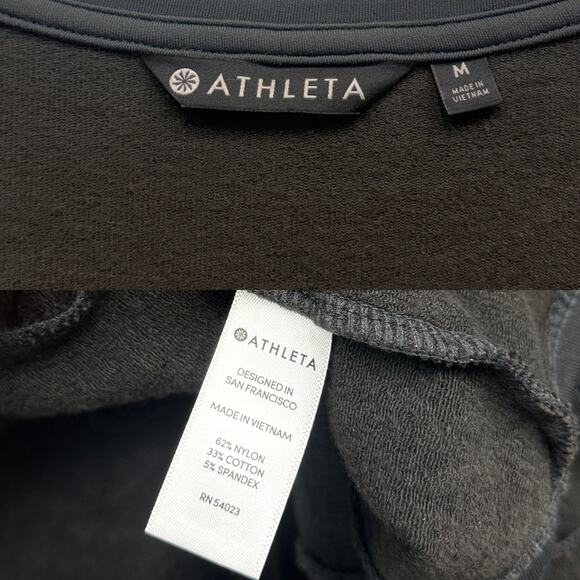 ATHLETA
M
MADE IN
VIETNAM
ATHLETA
DESIGNED IN
SAN FRANCISCO
MADE IN VIETNAM
62% NYLON
33% COTTON
5% SPANDEX
RN 54023